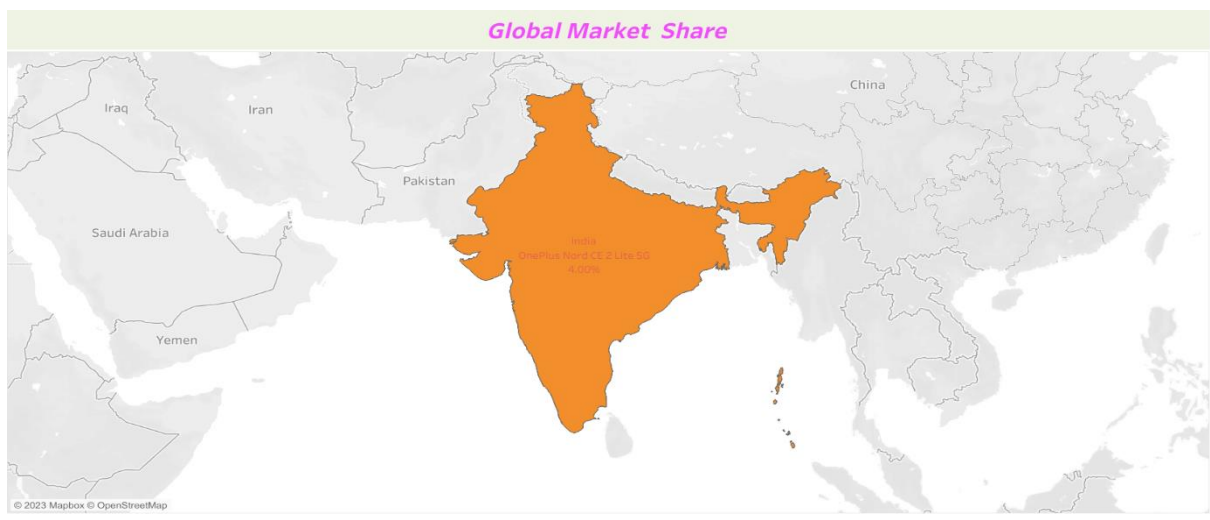 Global Market Share
China
Iraq
Iran
Pakistan
Saudi Arabia
India
OnePlus Nord CE 2 Lite 5G
4.00%
Yemen
© 2023 Mapbox © OpenStreetMap